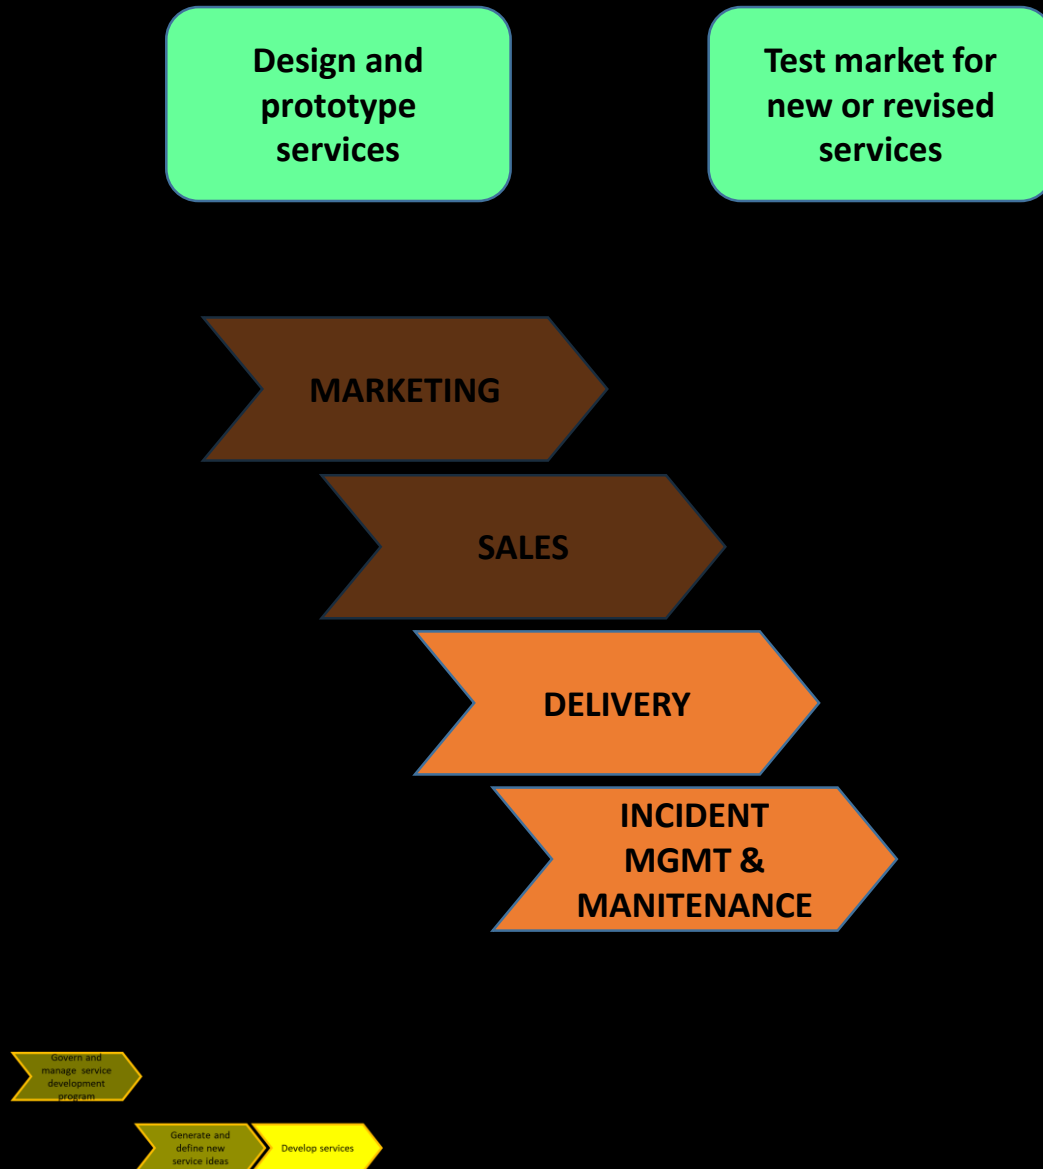 Design and
prototype
services
Test market for
new or revised
services
MARKETING
SALES
DELIVERY
INCIDENT
MGMT &
MANITENANCE
Govern and
manage service
development
program
Generate and
define new
service ideas
Develop services